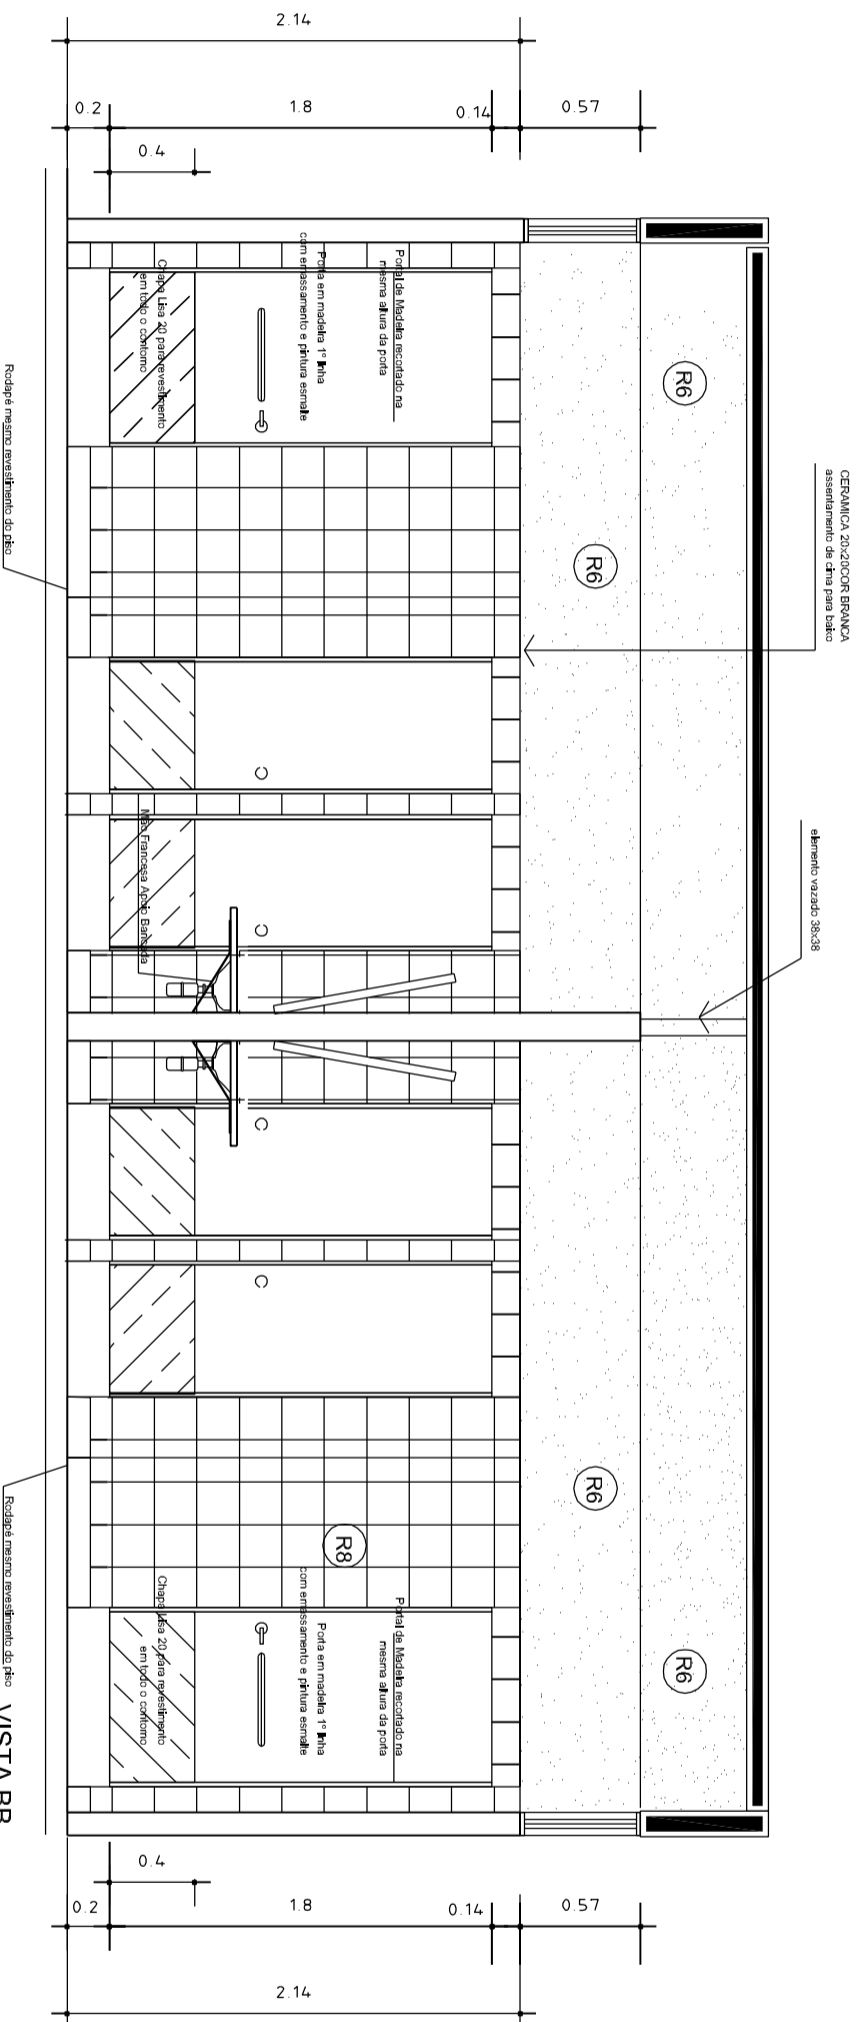 2.14
0.2
1.8
0.14
0.57
0.4
CERAMICA 20x20COR BRANCA
assentamento de cima para baixo
elemento vazado 38x38
R6
R6
R6
R6
R8
Portal de Madeira recortado na
mesma altura da porta
Porta em madeira 1° linha
com emassamento e pintura esmalte
Chapa Lisa 20 para revestimento
em todo o contorno
Mão Francesa Apoio Bancada
Portal de Madeira recortado na
mesma altura da porta
Porta em madeira 1° linha
com emassamento e pintura esmalte
Chapa Lisa 20 para revestimento
em todo o contorno
Rodapé mesmo revestimento do piso
Rodapé mesmo revestimento do piso
VISTA BB
0.4
0.2
1.8
0.14
0.57
2.14